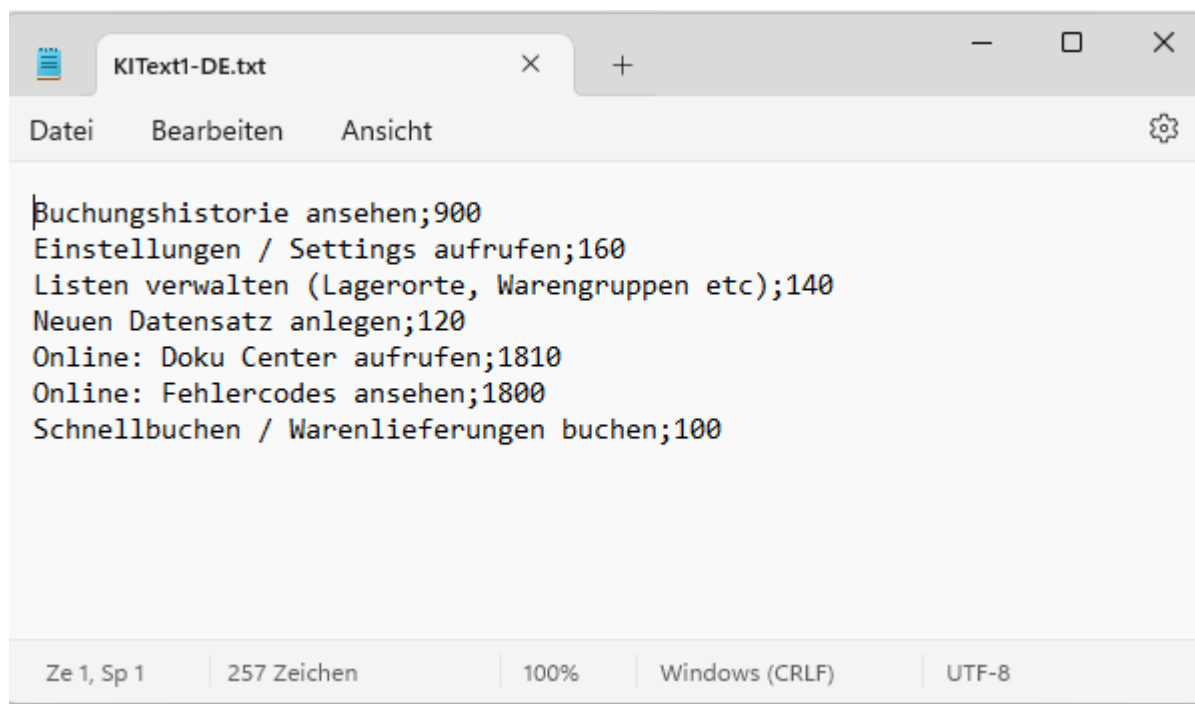 KIText1-DE.txt
Datei Bearbeiten Ansicht
Buchungshistorie ansehen;900
Einstellungen / Settings aufrufen;160
Listen verwalten (Lagerorte, Warengruppen etc);140
Neuen Datensatz anlegen;120
Online: Doku Center aufrufen;1810
Online: Fehlercodes ansehen;1800
Schnellbuchen / Warenlieferungen buchen;100
Ze 1, Sp 1 257 Zeichen 100% Windows (CRLF) UTF-8